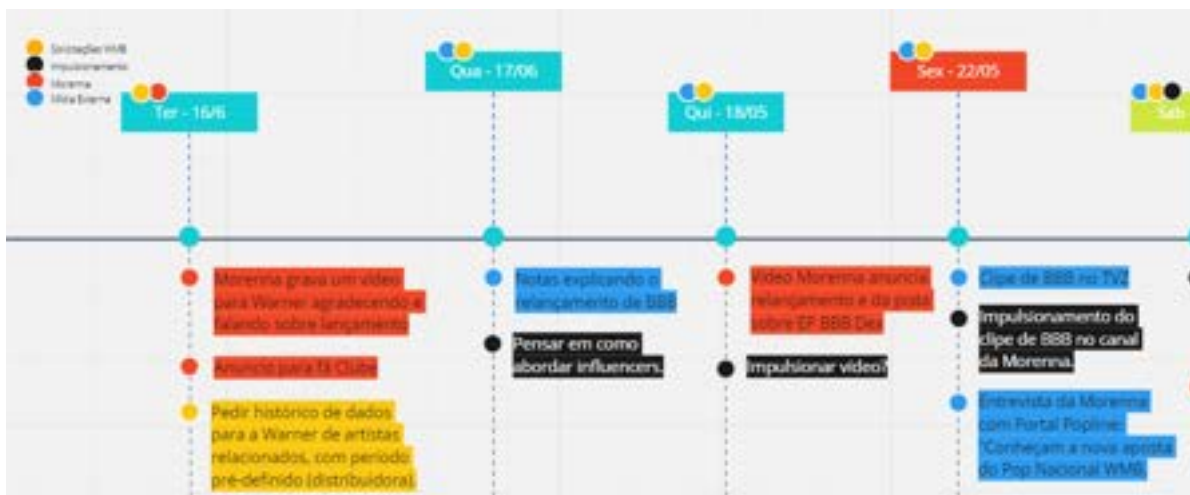 Solicitações WMB
Impulsionamento
Morenna
Mídia Externa
Ter - 16/6
Qua - 17/06
Qui - 18/05
Sex - 22/05
Sab
Morenna grava um vídeo
para Warner agradecendo e
falando sobre lançamento
Anuncio para fã Clube
Pedir histórico de dados
para a Warner de artistas
relacionados, com período
pré-definido (distribuidora).
Notas explicando o
relançamento de BBB
Pensar em como
abordar influencers.
Vídeo Morenna anuncia
relançamento e da pista
sobre EP BBB Dex
Impulsionar vídeo?
Clipe de BBB no TVZ
Impulsionamento do
clipe de BBB no canal
da Morenna.
Entrevista da Morenna
com Portal Popline:
"Conheçam a nova aposta
do Pop Nacional WMB.